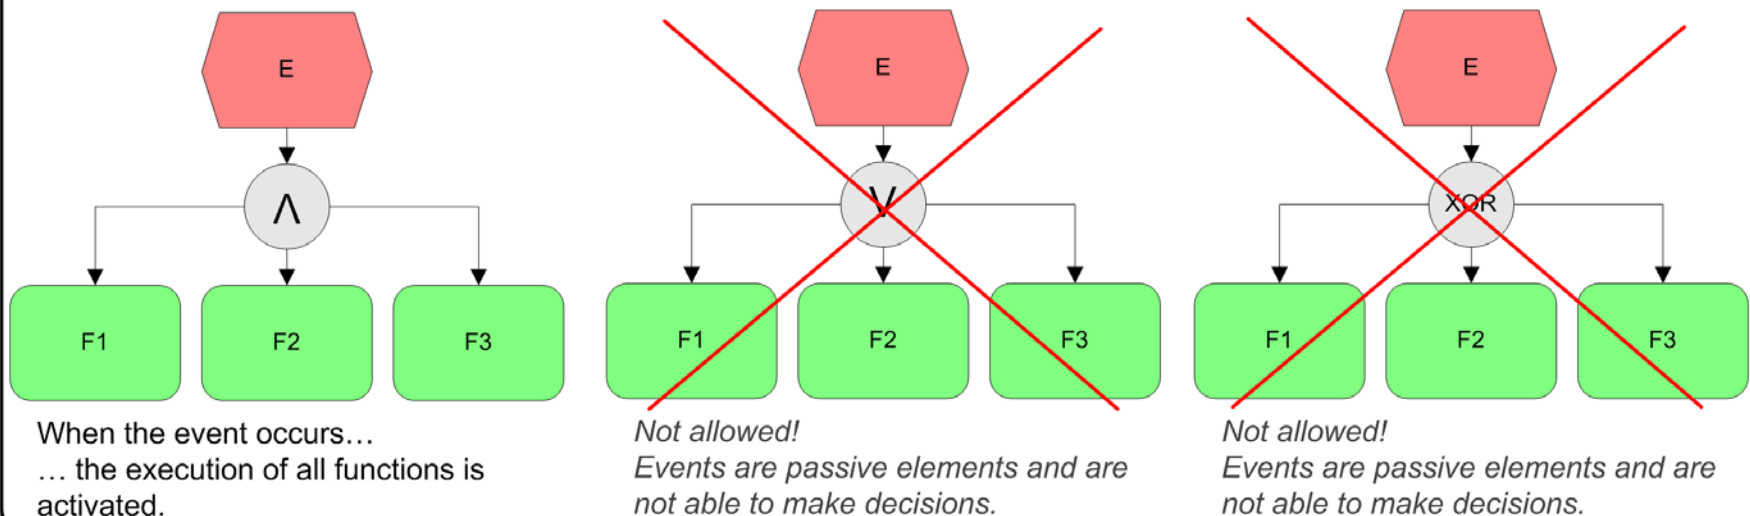 E
E
E
Λ
V
XOR
F1
F2
F3
F1
F2
F3
F1
F2
F3
When the event occurs…
… the execution of all functions is
activated.
Not allowed!
Events are passive elements and are
not able to make decisions.
Not allowed!
Events are passive elements and are
not able to make decisions.